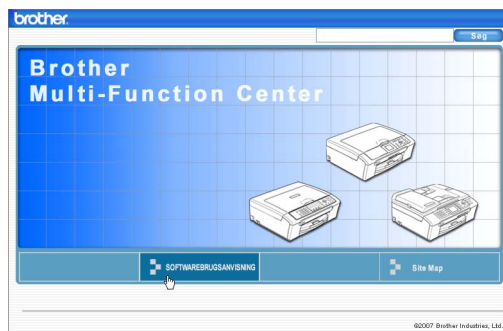 brother.
Søg
Brother
Multi-Function Center
SOFTWAREBRUGSANVISNING
Site Map
©2007 Brother Industries, Ltd.